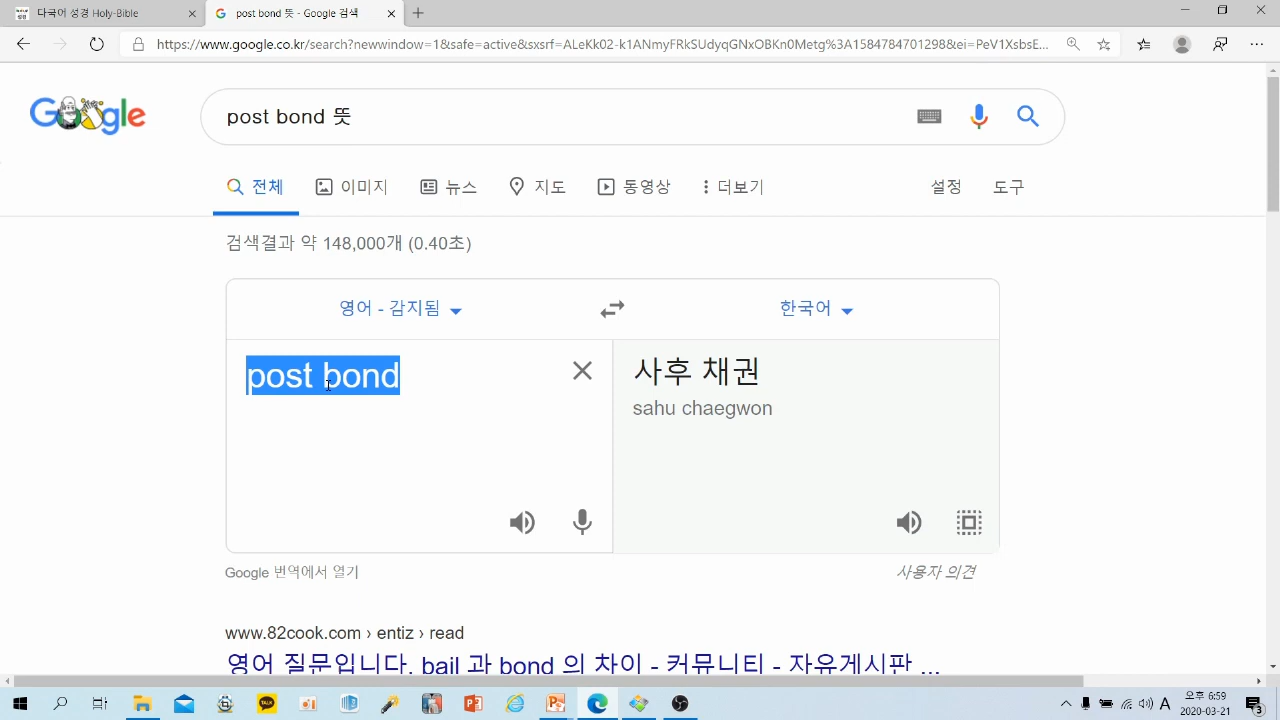 다국어 성경 Holy-Bible
post bond 뜻 - Google 검색
https://www.google.co.kr/search?newwindow=1&safe=active&sxsrf=ALeKk02-k1ANmyFRkSUdyqGNxOBKn0Metg%3A1584784701298&ei=PeV1XsbsE...
Google
post bond 뜻
전체 이미지 뉴스 지도 동영상 더보기 설정 도구
검색결과 약 148,000개 (0.40초)
영어 - 감지됨 한국어
post bond
사후 채권
sahu chaegwon
Google 번역에서 열기
사용자 의견
www.82cook.com › entiz › read
영어 질문입니다. bail 과 bond 의 차이 - 커뮤니티 - 자유게시판 ...
TALK
A
오후 6:59
2020-03-21
3